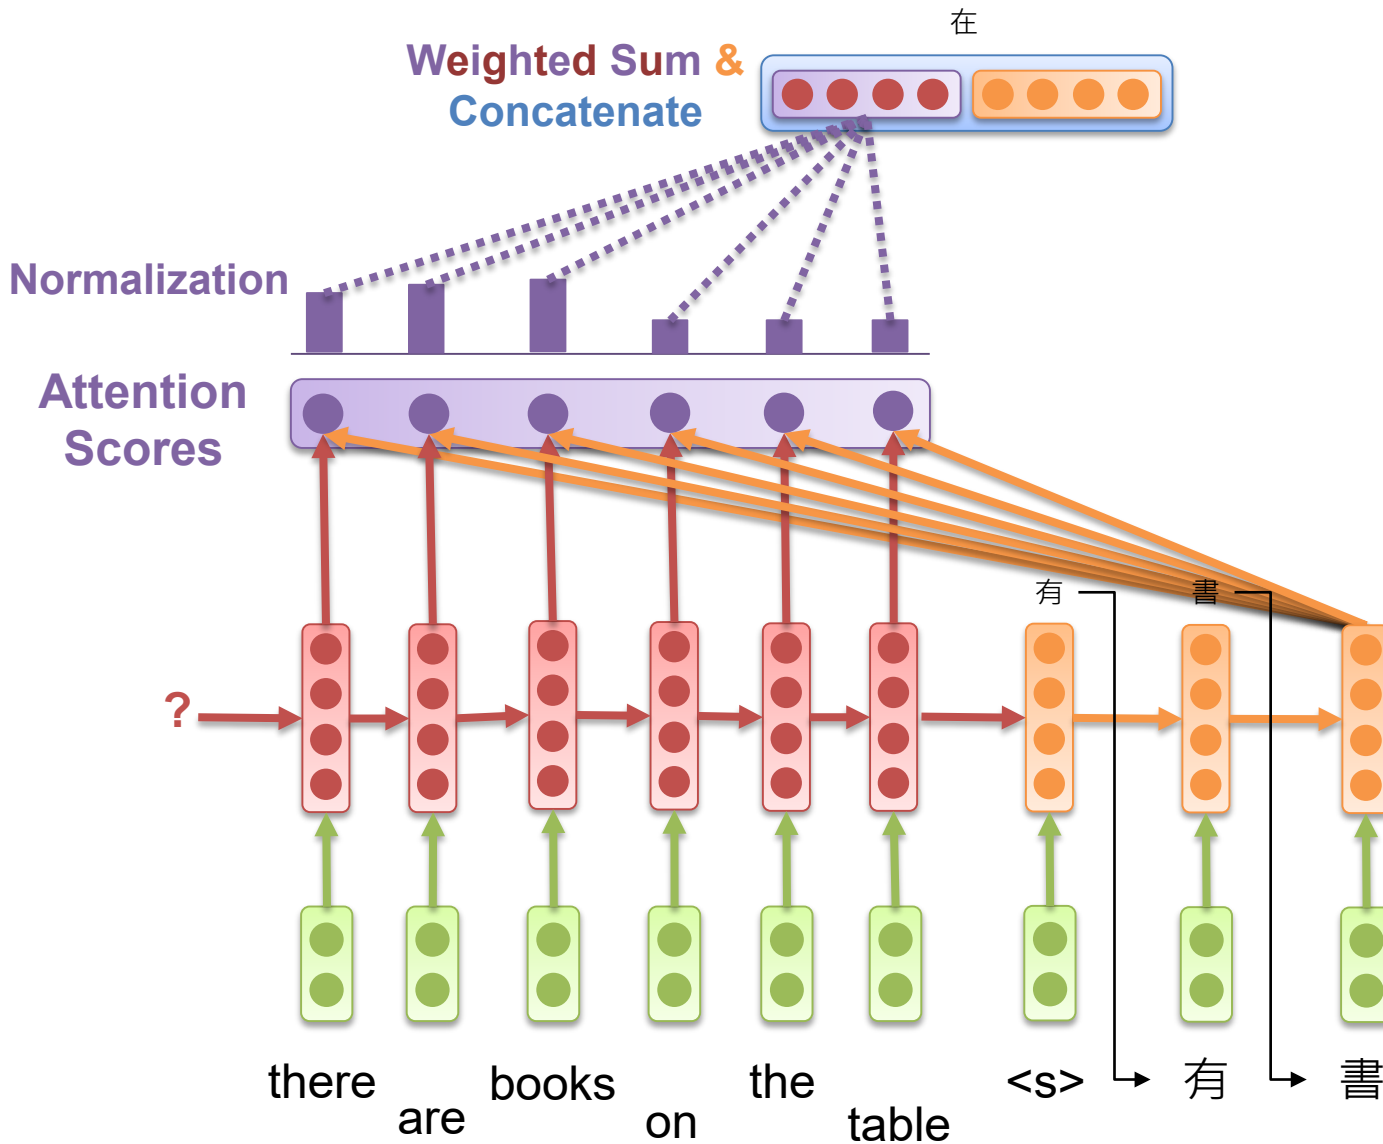 在
Weighted Sum &
Concatenate
Normalization
Attention
Scores
有 書
?
there are books on the table <s> 有 書